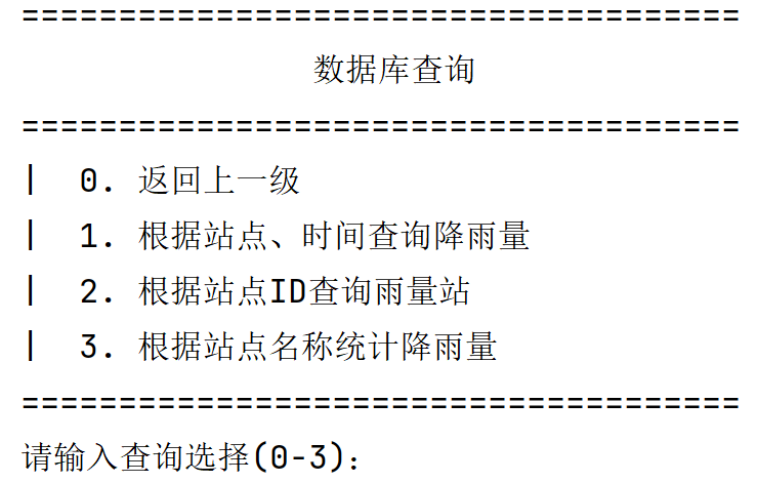 =====================================
数据库查询
=====================================
|  0. 返回上一级
|  1. 根据站点、时间查询降雨量
|  2. 根据站点ID查询雨量站
|  3. 根据站点名称统计降雨量
=====================================
请输入查询选择(0-3):